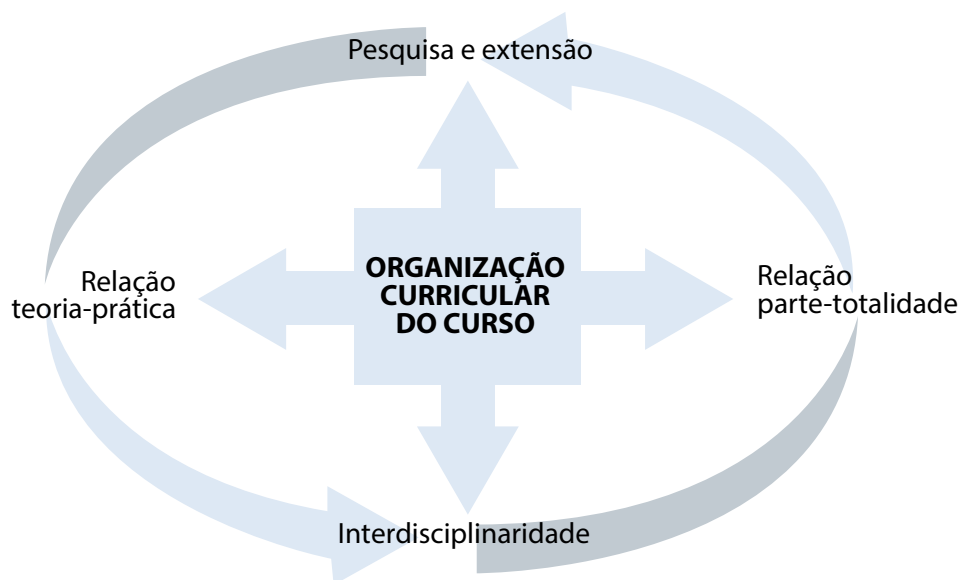 Pesquisa e extensão
Relação
teoria-prática
ORGANIZAÇÃO
CURRICULAR
DO CURSO
Relação
parte-totalidade
Interdisciplinaridade